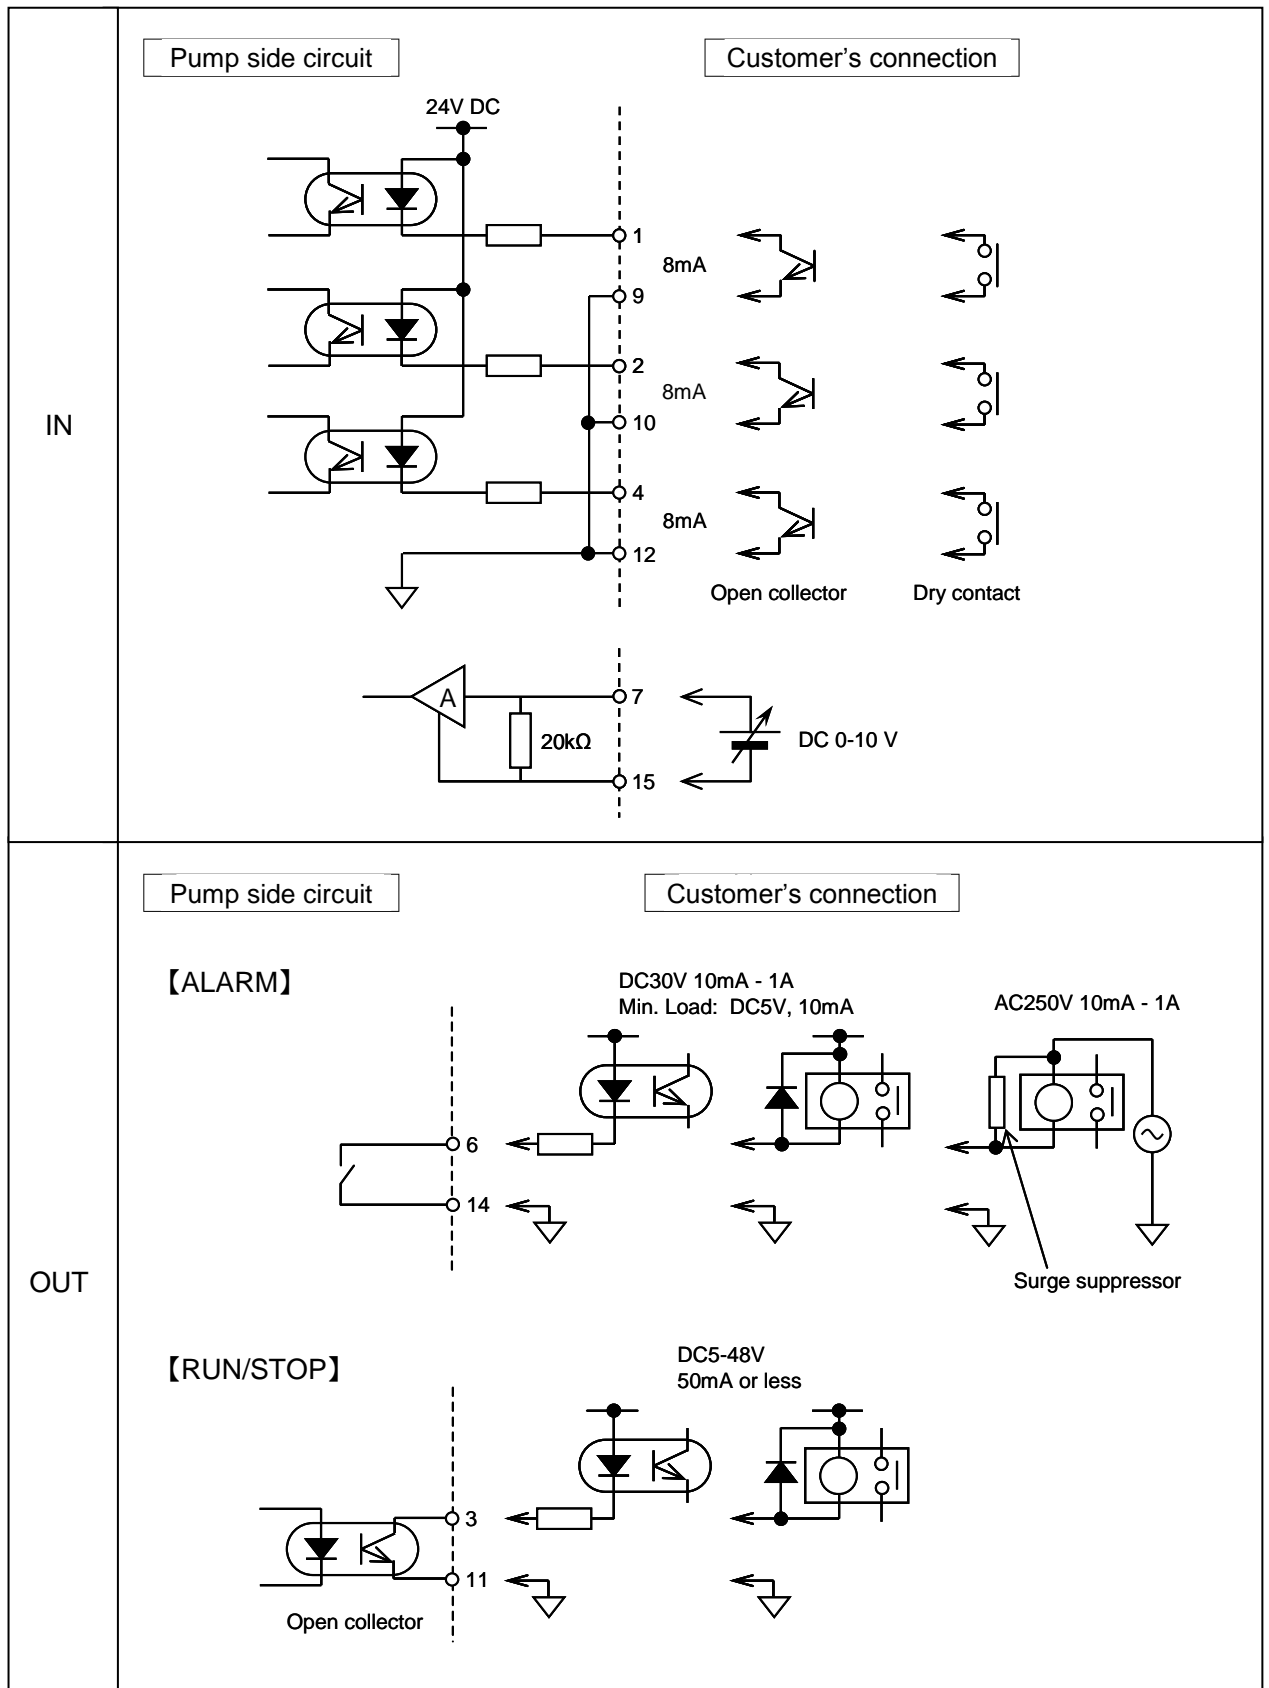 IN
Pump side circuit
Customer's connection
24V DC
1
8mA
9
2
8mA
10
4
8mA
12
Open collector
Dry contact
A
7
20kΩ
DC 0-10 V
15
OUT
Pump side circuit
Customer's connection
【ALARM】
DC30V 10mA - 1A
Min. Load: DC5V, 10mA
AC250V 10mA - 1A
6
14
Surge suppressor
【RUN/STOP】
DC5-48V
50mA or less
3
11
Open collector